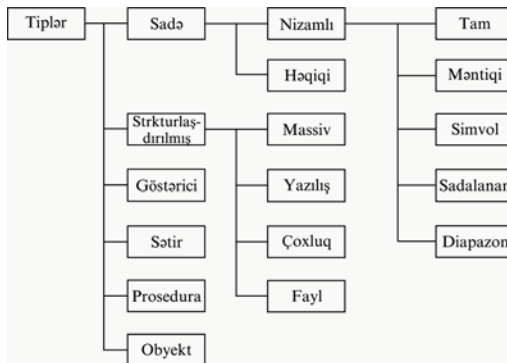 Tiplər Sadə Nizamlı Tam
Həqiqi Məntiqi
Strkturlaş-
dırılmış Massiv Simvol
Göstərici Yazılış Sadalanan
Sətir Çoxluq Diapazon
Prosedura Fayl
Obyekt